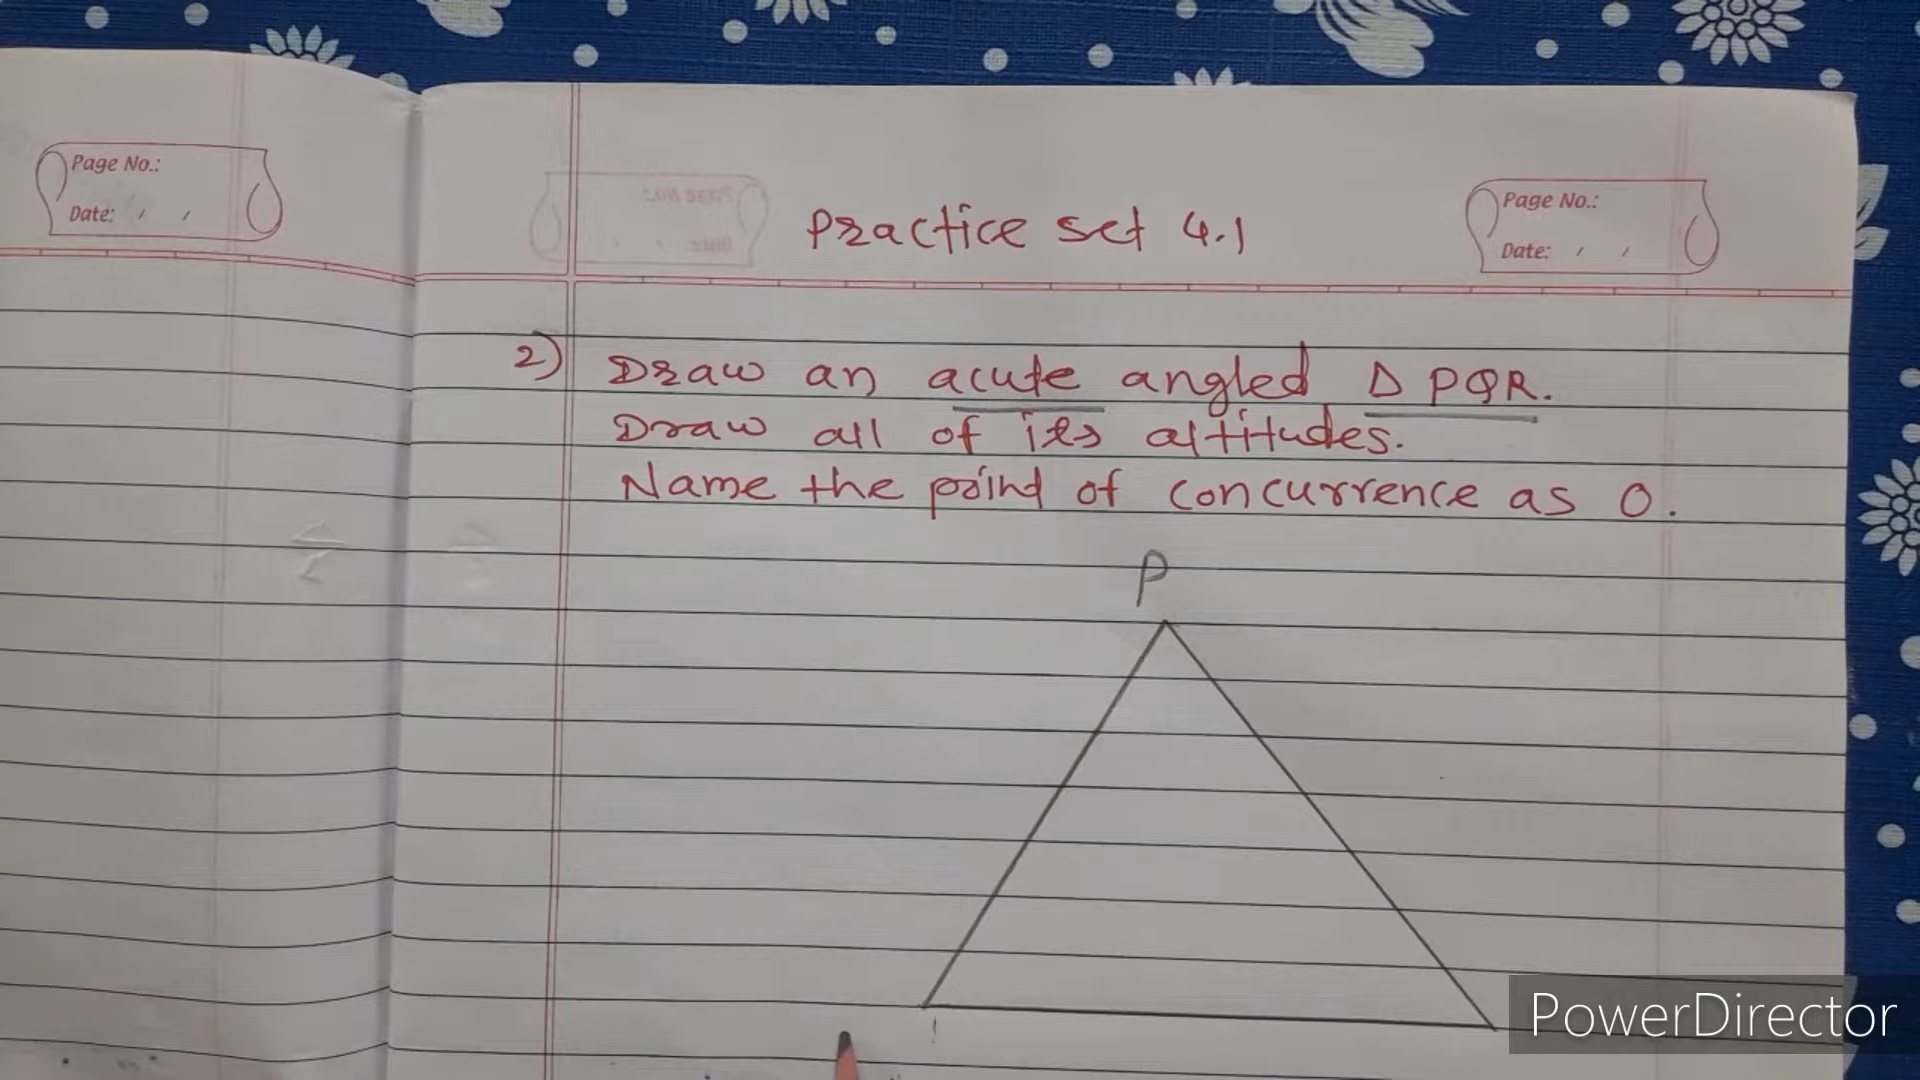 Page No.:
Date: / /
Page No.:
Date: / /
Practice set 4.1
2) Draw an acute angled Δ PQR.
Draw all of its altitudes.
Name the point of concurrence as O.
P
PowerDirector